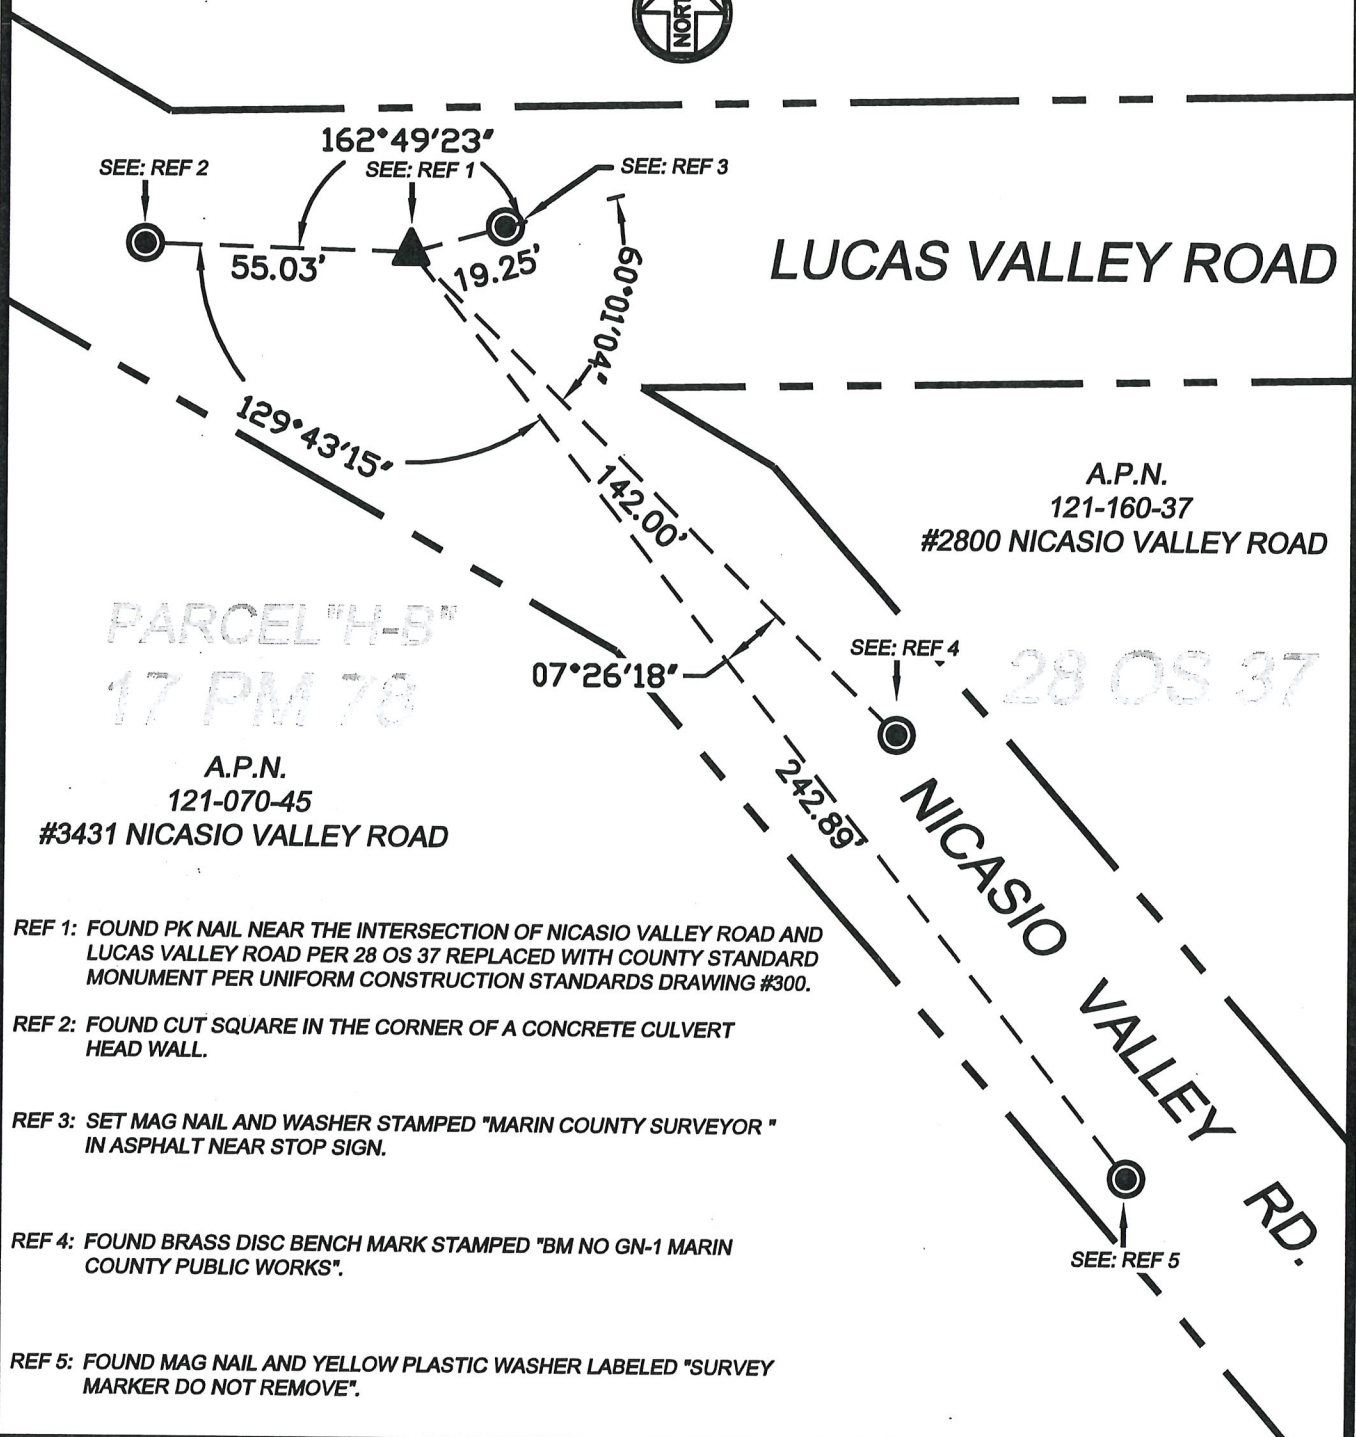 NORT
162°49'23"
SEE: REF 2
SEE: REF 1
SEE: REF 3
55.03'
19.25'
60°01'04"
LUCAS VALLEY ROAD
129°43'15"
142.00'
A.P.N.
121-160-37
#2800 NICASIO VALLEY ROAD
PARCEL "H-B"
17 PM 78
07°26'18"
SEE: REF 4
28 OS 37
A.P.N.
121-070-45
#3431 NICASIO VALLEY ROAD
242.89'
NICASIO VALLEY RD.
REF 1: FOUND PK NAIL NEAR THE INTERSECTION OF NICASIO VALLEY ROAD AND
LUCAS VALLEY ROAD PER 28 OS 37 REPLACED WITH COUNTY STANDARD
MONUMENT PER UNIFORM CONSTRUCTION STANDARDS DRAWING #300.
REF 2: FOUND CUT SQUARE IN THE CORNER OF A CONCRETE CULVERT
HEAD WALL.
REF 3: SET MAG NAIL AND WASHER STAMPED "MARIN COUNTY SURVEYOR "
IN ASPHALT NEAR STOP SIGN.
REF 4: FOUND BRASS DISC BENCH MARK STAMPED "BM NO GN-1 MARIN
COUNTY PUBLIC WORKS".
SEE: REF 5
REF 5: FOUND MAG NAIL AND YELLOW PLASTIC WASHER LABELED "SURVEY
MARKER DO NOT REMOVE".